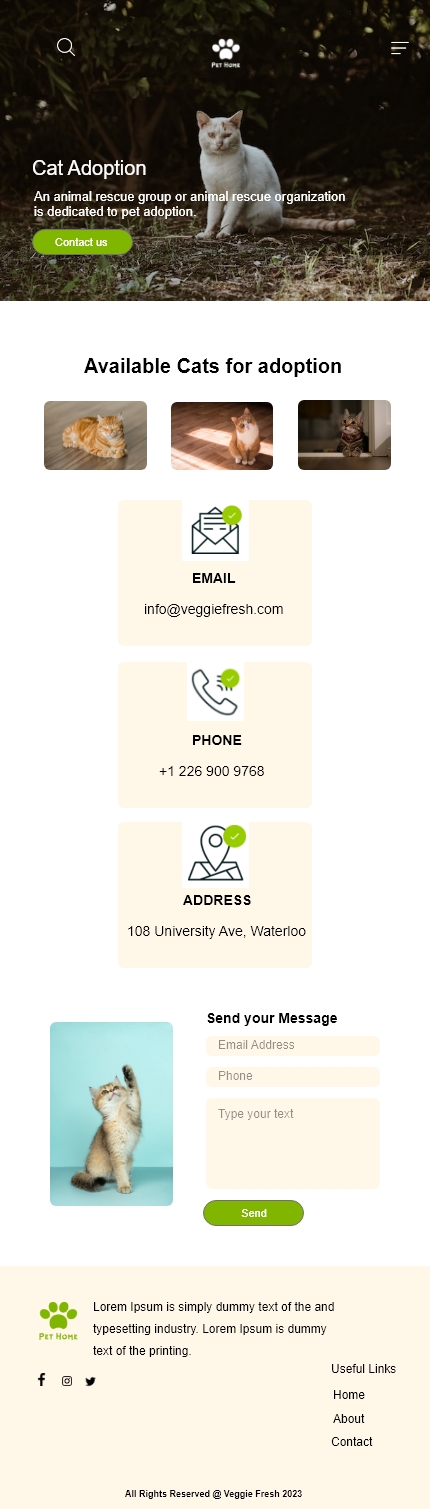 PET HOME
Cat Adoption
An animal rescue group or animal rescue organization
is dedicated to pet adoption.
Contact us
Available Cats for adoption
EMAIL
info@veggiefresh.com
PHONE
+1 226 900 9768
ADDRESS
108 University Ave, Waterloo
Send your Message
Email Address
Phone
Type your text
Send
PET HOME
Lorem Ipsum is simply dummy text of the and
typesetting industry. Lorem Ipsum is dummy
text of the printing.
Useful Links
Home
About
Contact
All Rights Reserved @ Veggie Fresh 2023